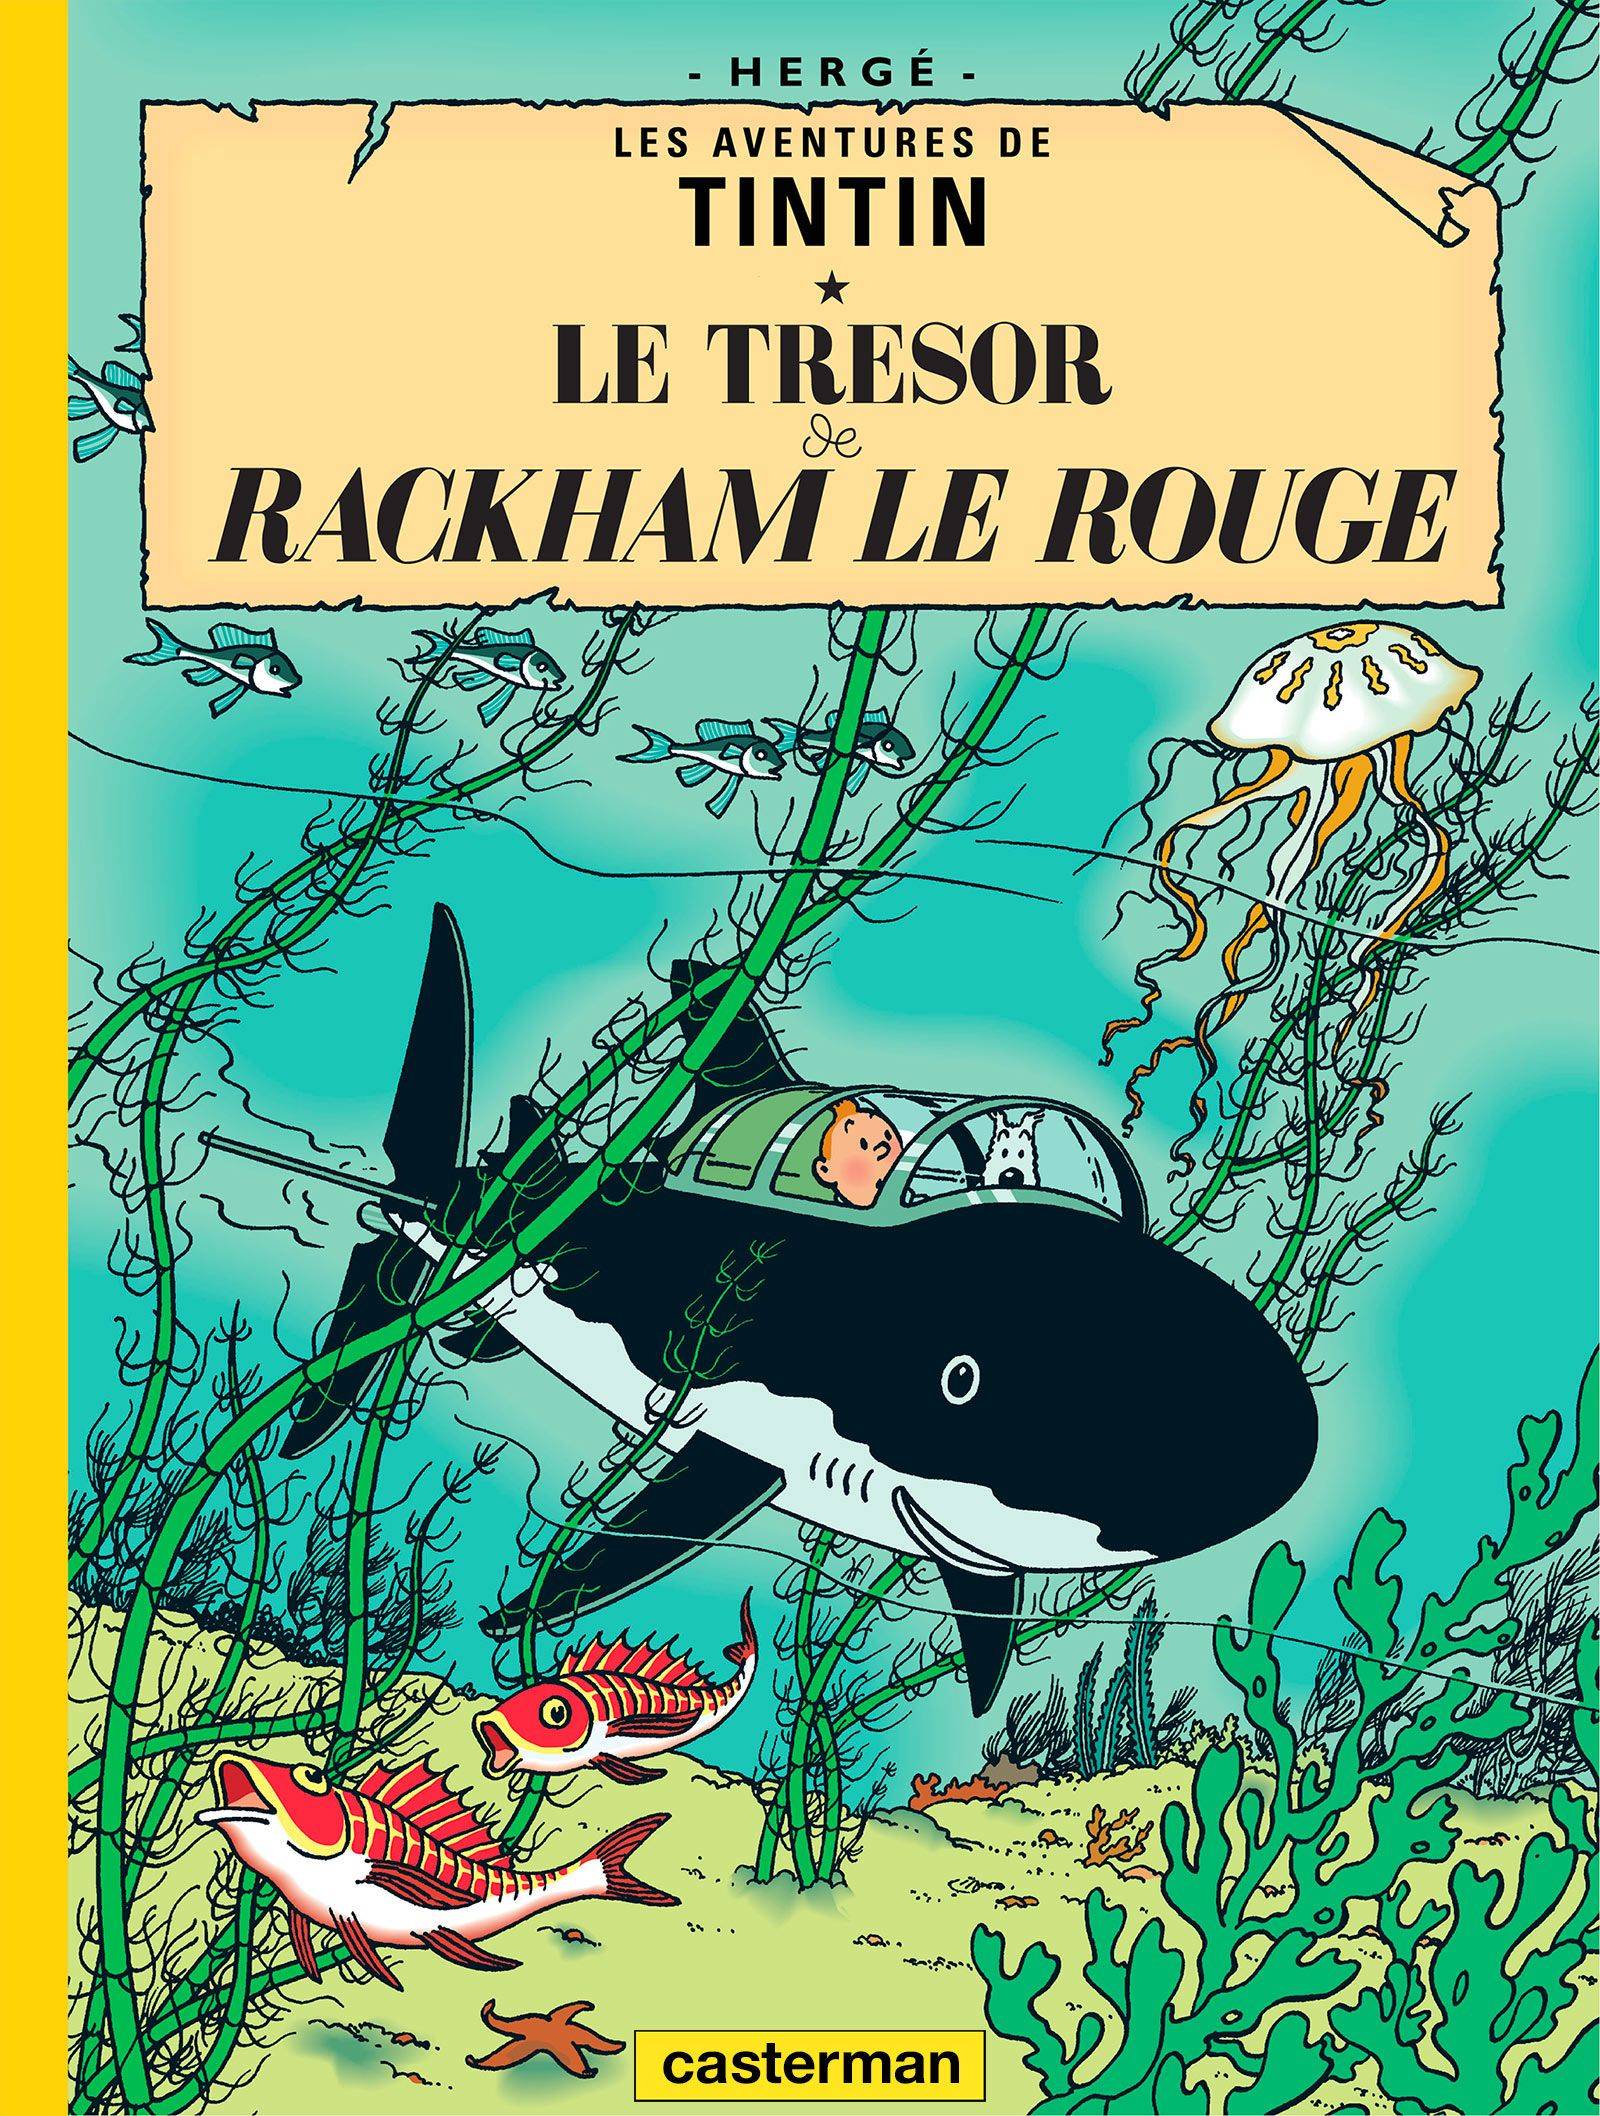 - HERGÉ -
LES AVENTURES DE
TINTIN
★
LE TRESOR
de
RACKHAM LE ROUGE
casterman